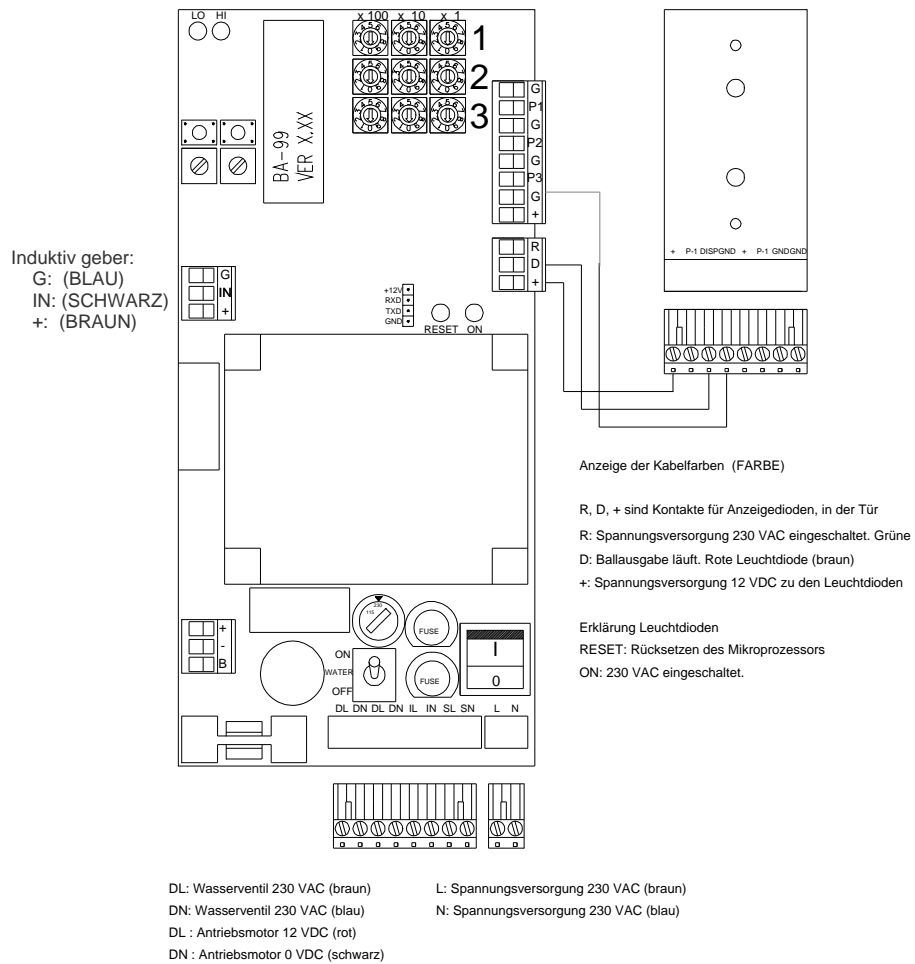 LO HI
x 100 x 10 x 1
1
2
3
BA-99
VER X.XX
G
P1
G
P2
G
P3
G
+
R
D
+
+ P-1 DISPGND + P-1 GNDGND
Induktiv geber:
G: (BLAU)
IN: (SCHWARZ)
+: (BRAUN)
G
IN
+
+12V
RXD
TXD
GND
RESET ON
Anzeige der Kabelfarben (FARBE)
R, D, + sind Kontakte für Anzeigedioden, in der Tür
R: Spannungsversorgung 230 VAC eingeschaltet. Grüne
D: Ballausgabe läuft. Rote Leuchtdiode (braun)
+: Spannungsversorgung 12 VDC zu den Leuchtdioden
Erklärung Leuchtdioden
RESET: Rücksetzen des Mikroprozessors
ON: 230 VAC eingeschaltet.
+
-
B
230
115
FUSE
FUSE
I
0
ON
WATER
OFF
DL DN DL DN IL IN SL SN L N
DL: Wasserventil 230 VAC (braun)
DN: Wasserventil 230 VAC (blau)
DL : Antriebsmotor 12 VDC (rot)
DN : Antriebsmotor 0 VDC (schwarz)
L: Spannungsversorgung 230 VAC (braun)
N: Spannungsversorgung 230 VAC (blau)